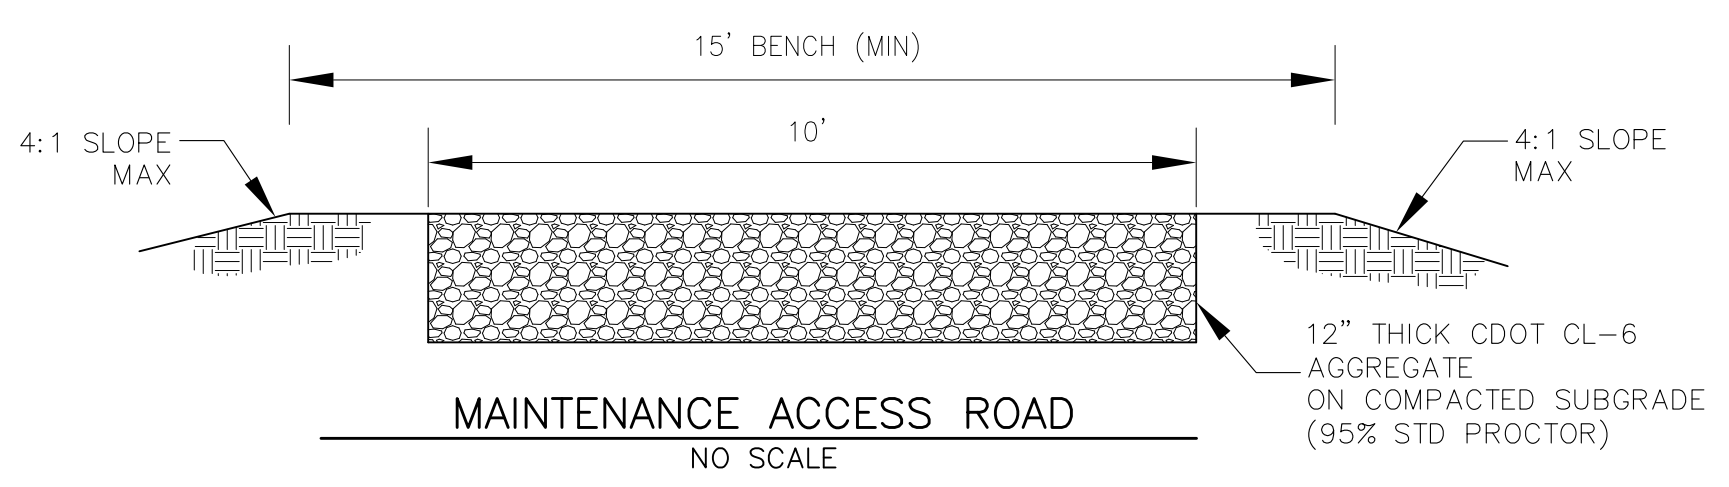 15' BENCH (MIN)
10'
4:1 SLOPE
MAX
4:1 SLOPE
MAX
12” THICK CDOT CL–6
AGGREGATE
ON COMPACTED SUBGRADE
(95% STD PROCTOR)
MAINTENANCE ACCESS ROAD
NO SCALE